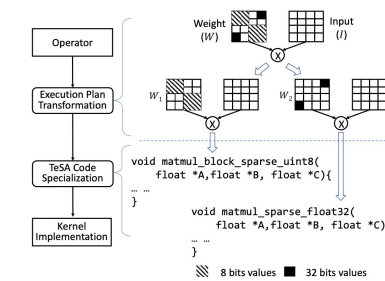 Weight
(W)
Input
(I)
Operator
X
Execution Plan
Transformation
W1
W2
X
X
TeSA Code
Specialization
void matmul_block_sparse_uint8(
float *A,float *B, float *C){
… …
}
Kernel
Implementation
void matmul_sparse_float32(
float *A,float *B, float *C)
… …
}
8 bits values
32 bits values